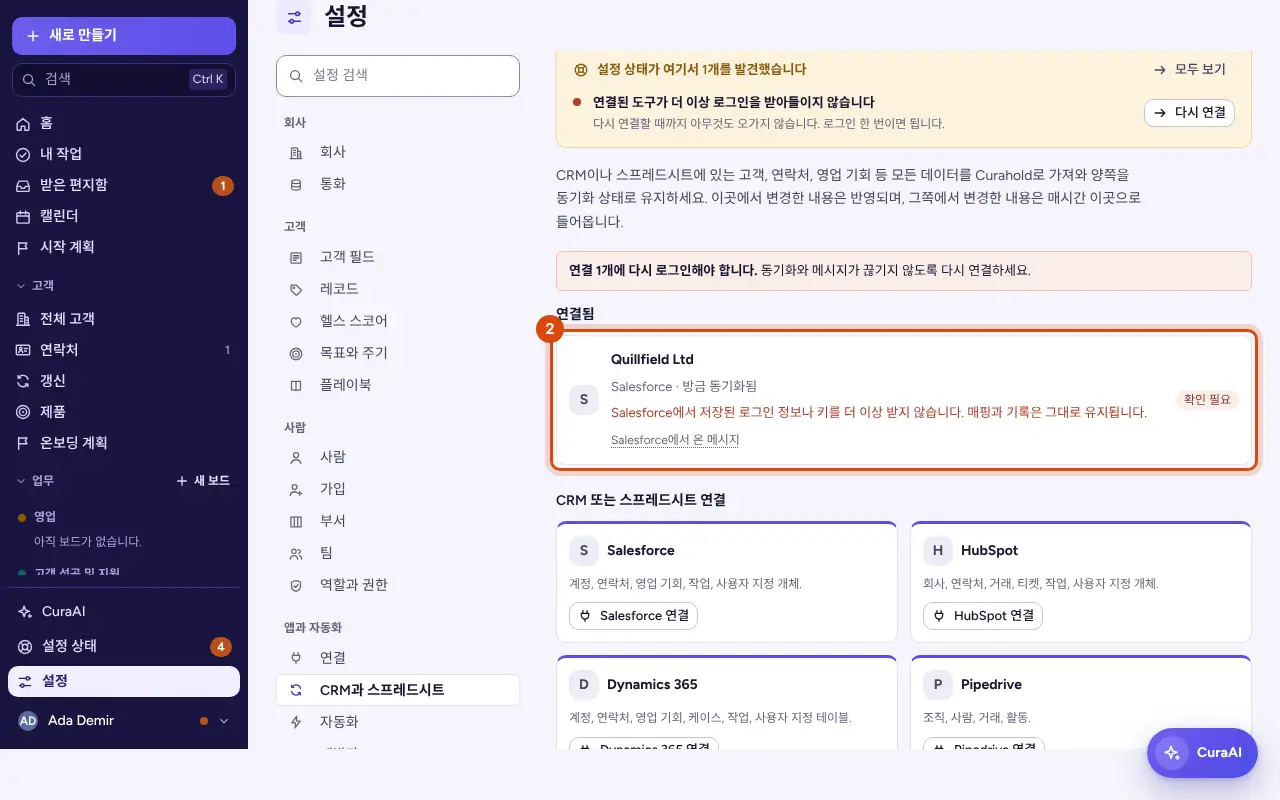 새로 만들기
검색
Ctrl K
홈
내 작업
받은 편지함
1
캘린더
시작 계획
고객
전체 고객
연락처
1
갱신
제품
온보딩 계획
업무
새 보드
영업
아직 보드가 없습니다.
고객 성공 및 지원
CuraAI
설정 상태
4
설정
AD
Ada Demir
설정
설정 검색
회사
회사
통화
고객
고객 필드
레코드
헬스 스코어
목표와 주기
플레이북
사람
사람
가입
부서
팀
역할과 권한
앱과 자동화
연결
CRM과 스프레드시트
자동화
설정 상태가 여기서 1개를 발견했습니다
모두 보기
연결된 도구가 더 이상 로그인을 받아들이지 않습니다
다시 연결할 때까지 아무것도 오가지 않습니다. 로그인 한 번이면 됩니다.
다시 연결
CRM이나 스프레드시트에 있는 고객, 연락처, 영업 기회 등 모든 데이터를 Curahold로 가져와 양쪽을
동기화 상태로 유지하세요. 이곳에서 변경한 내용은 반영되며, 그쪽에서 변경한 내용은 매시간 이곳으로
들어옵니다.
연결 1개에 다시 로그인해야 합니다. 동기화와 메시지가 끊기지 않도록 다시 연결하세요.
연결됨
2
S
Quillfield Ltd
Salesforce · 방금 동기화됨
Salesforce에서 저장된 로그인 정보나 키를 더 이상 받지 않습니다. 매핑과 기록은 그대로 유지됩니다.
Salesforce에서 온 메시지
확인 필요
CRM 또는 스프레드시트 연결
S
Salesforce
계정, 연락처, 영업 기회, 작업, 사용자 지정 개체.
Salesforce 연결
H
HubSpot
회사, 연락처, 거래, 티켓, 작업, 사용자 지정 개체.
HubSpot 연결
D
Dynamics 365
계정, 연락처, 영업 기회, 케이스, 작업, 사용자 지정 테이블.
Dynamics 365 연결
P
Pipedrive
조직, 사람, 거래, 활동.
Pipedrive 연결
CuraAI